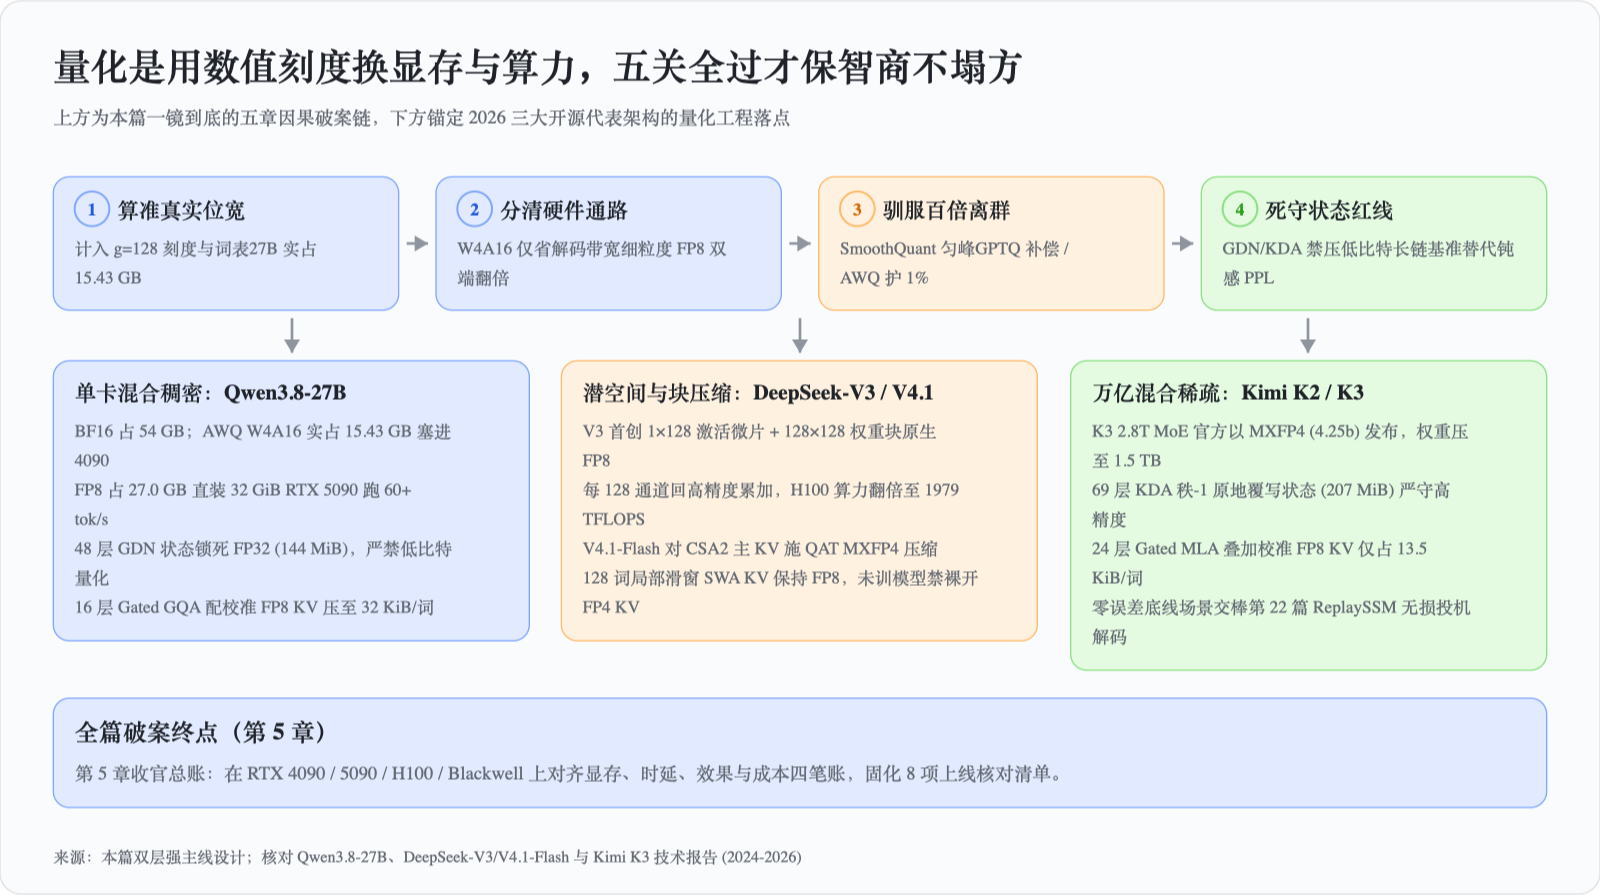 量化是用数值刻度换显存与算力，五关全过才保智商不塌方
上方为本篇一镜到底的五章因果破案链，下方锚定 2026 三大开源代表架构的量化工程落点
1 算准真实位宽
计入 g=128 刻度与词表27B 实占
15.43 GB
2 分清硬件通路
W4A16 仅省解码带宽细粒度 FP8 双
端翻倍
3 驯服百倍离群
SmoothQuant 匀峰GPTQ 补偿 /
AWQ 护 1%
4 死守状态红线
GDN/KDA 禁压低比特长链基准替代钝
感 PPL
单卡混合稠密：Qwen3.8-27B
BF16 占 54 GB；AWQ W4A16 实占 15.43 GB 塞进
4090
FP8 占 27.0 GB 直装 32 GiB RTX 5090 跑 60+
tok/s
48 层 GDN 状态锁死 FP32 (144 MiB)，严禁低比特
量化
16 层 Gated GQA 配校准 FP8 KV 压至 32 KiB/词
潜空间与块压缩：DeepSeek-V3 / V4.1
V3 首创 1×128 激活微片 + 128×128 权重块原生
FP8
每 128 通道回高精度累加，H100 算力翻倍至 1979
TFLOPS
V4.1-Flash 对 CSA2 主 KV 施 QAT MXFP4 压缩
128 词局部滑窗 SWA KV 保持 FP8，未训模型禁裸开
FP4 KV
万亿混合稀疏：Kimi K2 / K3
K3 2.8T MoE 官方以 MXFP4 (4.25b) 发布，权重压
至 1.5 TB
69 层 KDA 秩-1 原地覆写状态 (207 MiB) 严守高
精度
24 层 Gated MLA 叠加校准 FP8 KV 仅占 13.5
KiB/词
零误差底线场景交棒第 22 篇 ReplaySSM 无损投机
解码
全篇破案终点（第 5 章）
第 5 章收官总账：在 RTX 4090 / 5090 / H100 / Blackwell 上对齐显存、时延、效果与成本四笔账，固化 8 项上线核对清单。
来源：本篇双层强主线设计；核对 Qwen3.8-27B、DeepSeek-V3/V4.1-Flash 与 Kimi K3 技术报告 (2024-2026)